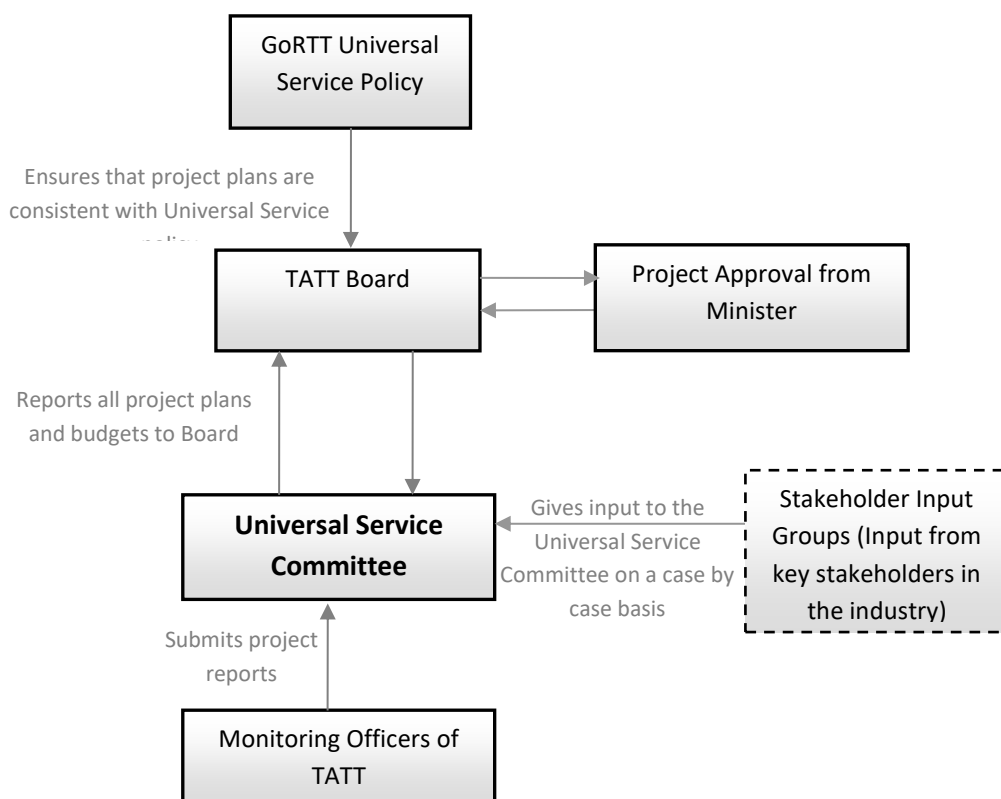 GoRTT Universal
Service Policy
Ensures that project plans are
consistent with Universal Service
TATT Board
Project Approval from
Minister
Reports all project plans
and budgets to Board
Universal Service
Committee
Gives input to the
Universal Service
Committee on a case by
case basis
Stakeholder Input
Groups (Input from
key stakeholders in
the industry)
Submits project
reports
Monitoring Officers of
TATT